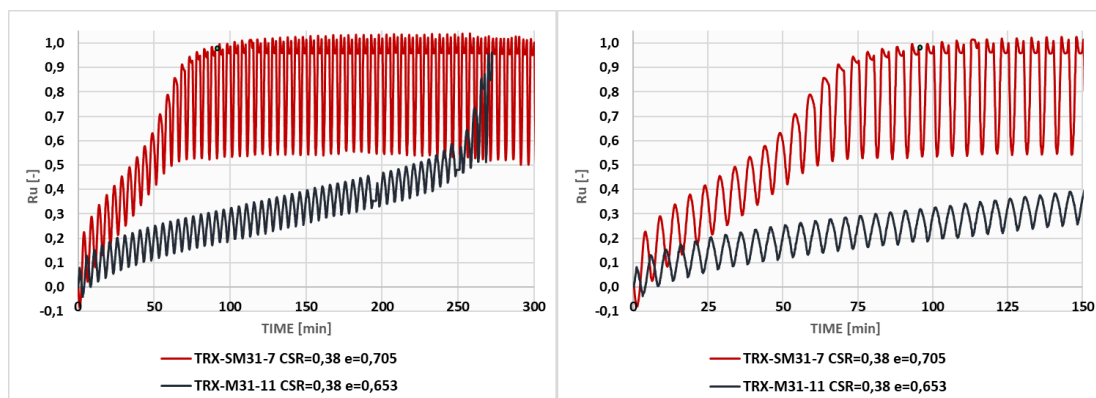 1,0
0,9
0,8
0,7
0,6
0,5
0,4
0,3
0,2
0,1
0,0
-0,1
Ru [-]
0 50 100 150 200 250 300
TIME [min]
TRX-SM31-7 CSR=0,38 e=0,705
TRX-M31-11 CSR=0,38 e=0,653
1,0
0,9
0,8
0,7
0,6
0,5
0,4
0,3
0,2
0,1
0,0
-0,1
Ru [-]
0 25 50 75 100 125 150
TIME [min]
TRX-SM31-7 CSR=0,38 e=0,705
TRX-M31-11 CSR=0,38 e=0,653